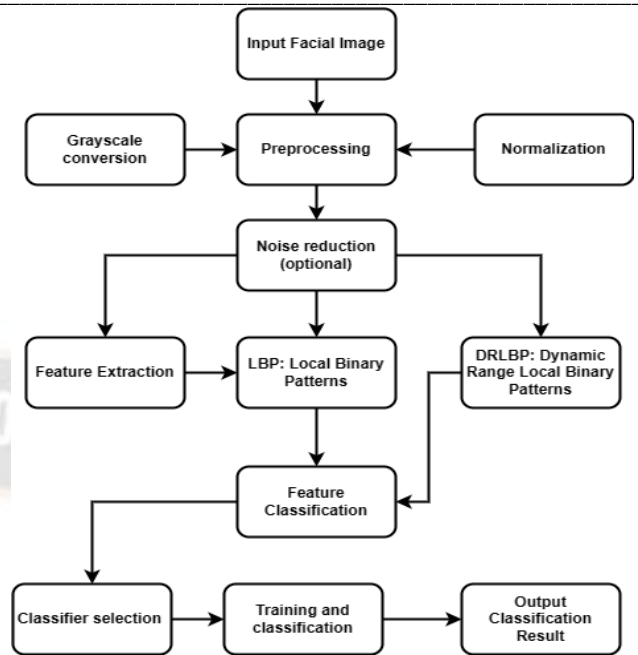 Input Facial Image
Grayscale
conversion
Preprocessing
Normalization
Noise reduction
(optional)
Feature Extraction
LBP: Local Binary
Patterns
DRLBP: Dynamic
Range Local Binary
Patterns
Feature
Classification
Classifier selection
Training and
classification
Output
Classification
Result